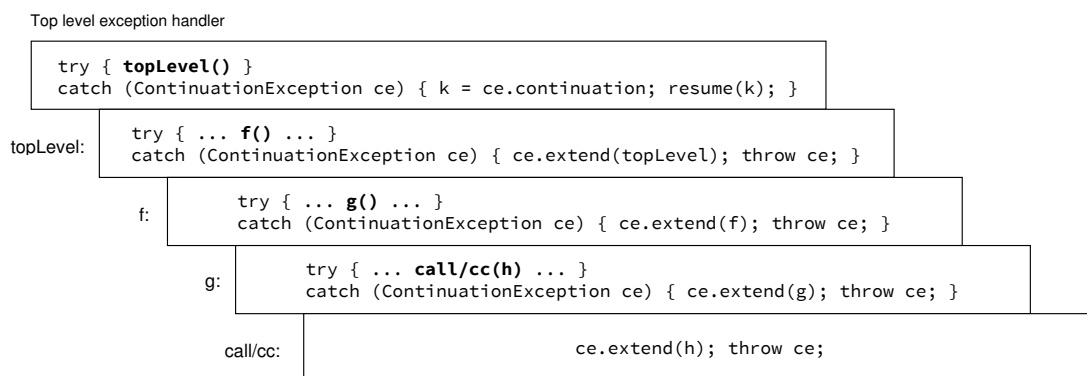 Top level exception handler
try { topLevel() }
catch (ContinuationException ce) { k = ce.continuation; resume(k); }
topLevel:
try { ... f() ... }
catch (ContinuationException ce) { ce.extend(topLevel); throw ce; }
f:
try { ... g() ... }
catch (ContinuationException ce) { ce.extend(f); throw ce; }
g:
try { ... call/cc(h) ... }
catch (ContinuationException ce) { ce.extend(g); throw ce; }
call/cc:
ce.extend(h); throw ce;